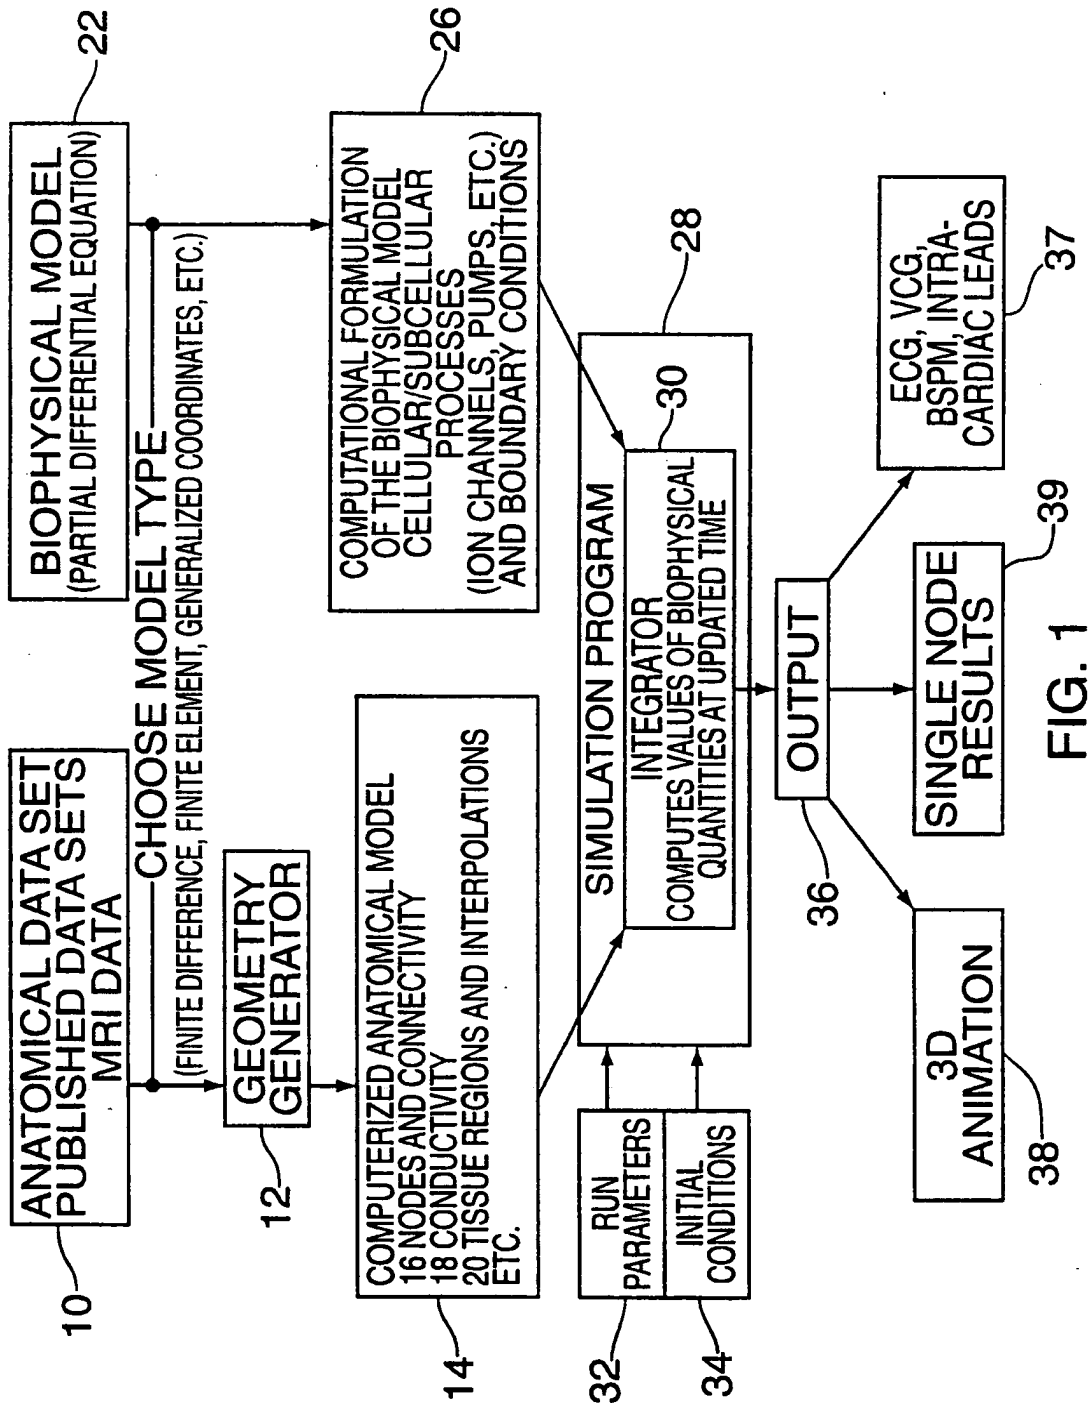 ANATOMICAL DATA SET
PUBLISHED DATA SETS
MRI DATA
10
BIOPHYSICAL MODEL
(PARTIAL DIFFERENTIAL EQUATION)
22
CHOOSE MODEL TYPE
(FINITE DIFFERENCE, FINITE ELEMENT, GENERALIZED COORDINATES, ETC.)
GEOMETRY
GENERATOR
12
COMPUTERIZED ANATOMICAL MODEL
16 NODES AND CONNECTIVITY
18 CONDUCTIVITY
20 TISSUE REGIONS AND INTERPOLATIONS
ETC.
14
COMPUTATIONAL FORMULATION
OF THE BIOPHYSICAL MODEL
CELLULAR/SUBCELLULAR
PROCESSES
(ION CHANNELS, PUMPS, ETC.)
AND BOUNDARY CONDITIONS
26
SIMULATION PROGRAM
28
INTEGRATOR
COMPUTES VALUES OF BIOPHYSICAL
QUANTITIES AT UPDATED TIME
30
RUN
PARAMETERS
32
INITIAL
CONDITIONS
34
OUTPUT
36
3D
ANIMATION
38
SINGLE NODE
RESULTS
39
ECG, VCG,
BSPM, INTRA-
CARDIAC LEADS
37
FIG. 1